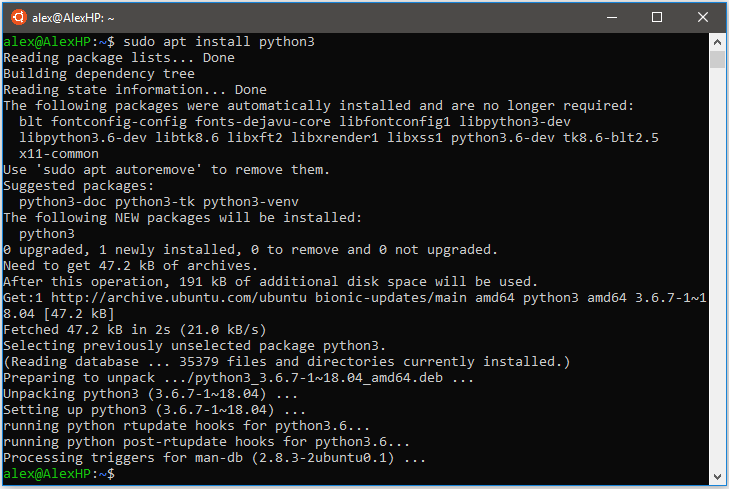 alex@AlexHP: ~
alex@AlexHP:~$ sudo apt install python3
Reading package lists... Done
Building dependency tree
Reading state information... Done
The following packages were automatically installed and are no longer required:
  blt fontconfig-config fonts-dejavu-core libfontconfig1 libpython3-dev
  libpython3.6-dev libtk8.6 libxft2 libxrender1 libxss1 python3.6-dev tk8.6-blt2.5
  x11-common
Use 'sudo apt autoremove' to remove them.
Suggested packages:
  python3-doc python3-tk python3-venv
The following NEW packages will be installed:
  python3
0 upgraded, 1 newly installed, 0 to remove and 0 not upgraded.
Need to get 47.2 kB of archives.
After this operation, 191 kB of additional disk space will be used.
Get:1 http://archive.ubuntu.com/ubuntu bionic-updates/main amd64 python3 amd64 3.6.7-1~1
8.04 [47.2 kB]
Fetched 47.2 kB in 2s (21.0 kB/s)
Selecting previously unselected package python3.
(Reading database ... 35379 files and directories currently installed.)
Preparing to unpack .../python3_3.6.7-1~18.04_amd64.deb ...
Unpacking python3 (3.6.7-1~18.04) ...
Setting up python3 (3.6.7-1~18.04) ...
running python rtupdate hooks for python3.6...
running python post-rtupdate hooks for python3.6...
Processing triggers for man-db (2.8.3-2ubuntu0.1) ...
alex@AlexHP:~$